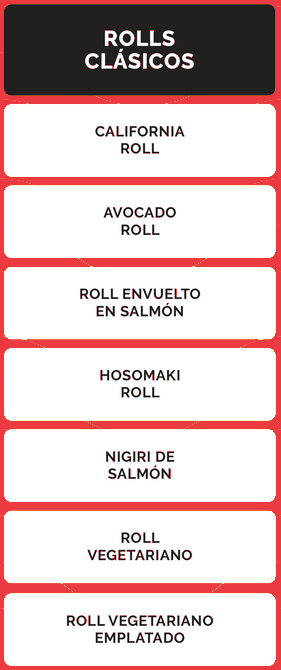 ROLLS
CLÁSICOS
CALIFORNIA
ROLL
AVOCADO
ROLL
ROLL ENVUELTO
EN SALMÓN
HOSOMAKI
ROLL
NIGIRI DE
SALMÓN
ROLL
VEGETARIANO
ROLL VEGETARIANO
EMPLATADO